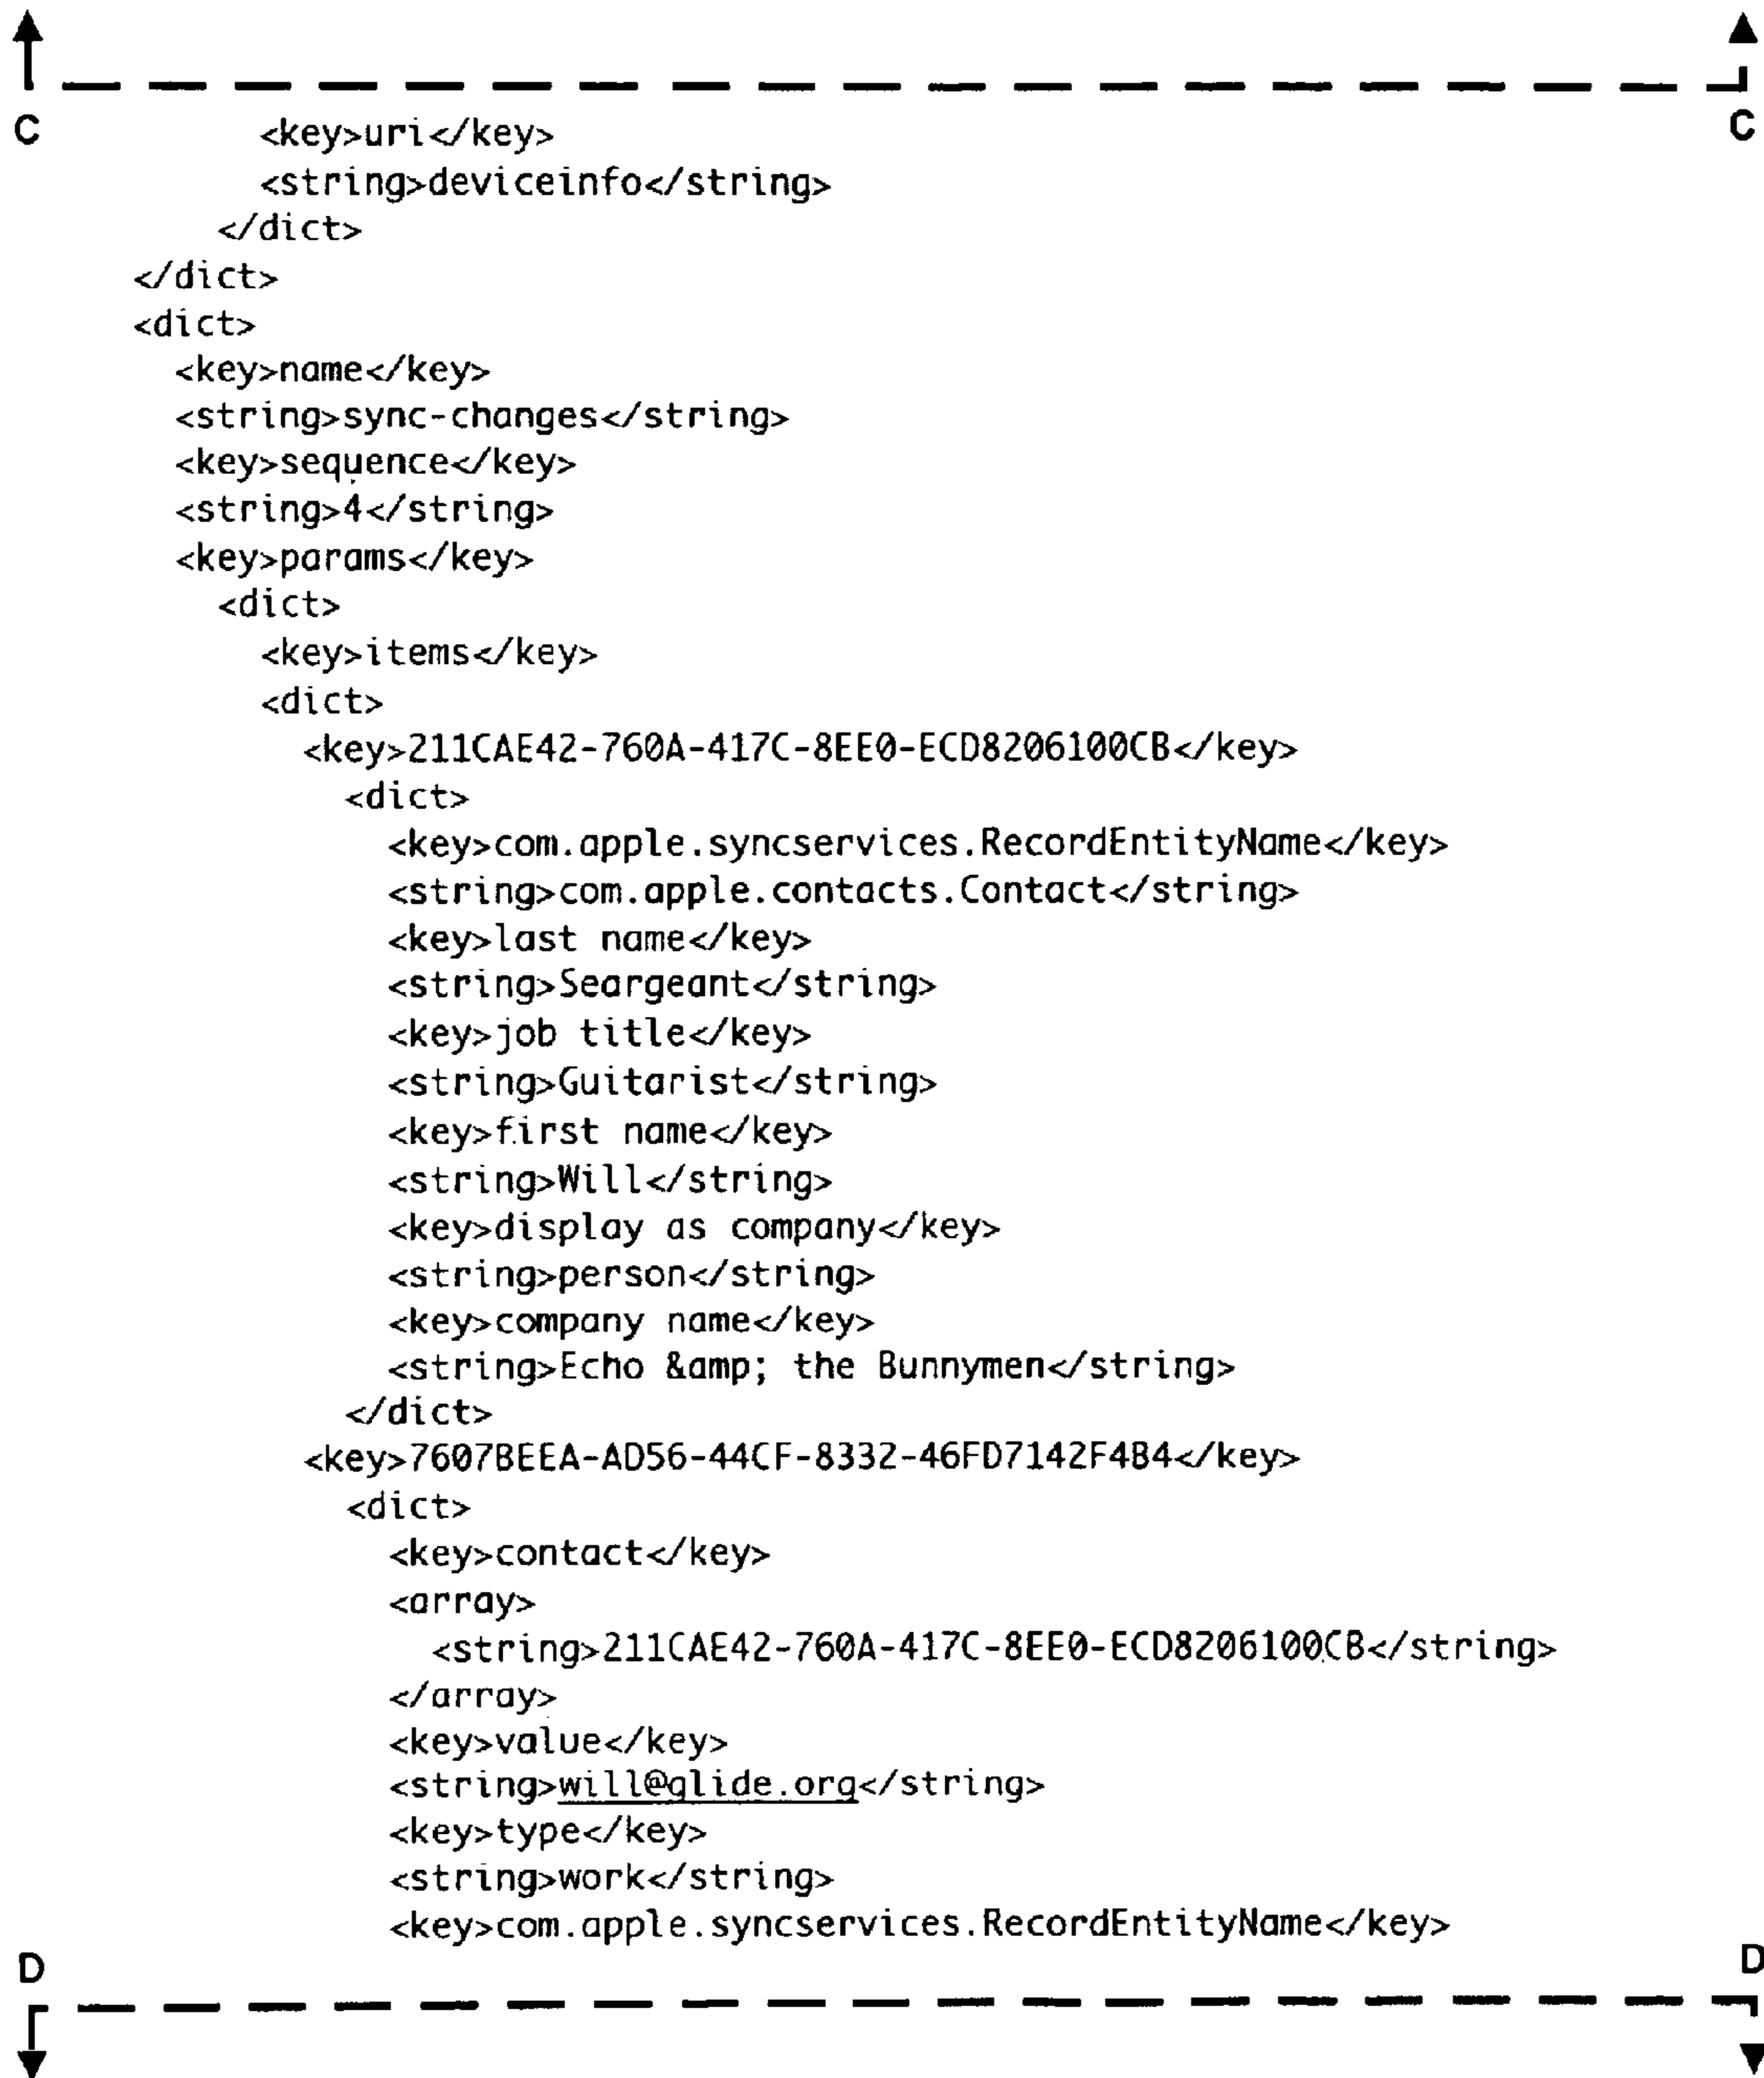 C C
<key>uri</key>
<string>deviceinfo</string>
</dict>
</dict>
<dict>
<key>name</key>
<string>sync-changes</string>
<key>sequence</key>
<string>4</string>
<key>params</key>
<dict>
<key>items</key>
<dict>
<key>211CAE42-760A-417C-8EE0-ECD8206100CB</key>
<dict>
<key>com.apple.syncservices.RecordEntityName</key>
<string>com.apple.contacts.Contact</string>
<key>last name</key>
<string>Seargeant</string>
<key>job title</key>
<string>Guitarist</string>
<key>first name</key>
<string>Will</string>
<key>display as company</key>
<string>person</string>
<key>company name</key>
<string>Echo &amp; the Bunnymen</string>
</dict>
<key>7607BEEA-AD56-44CF-8332-46FD7142F4B4</key>
<dict>
<key>contact</key>
<array>
<string>211CAE42-760A-417C-8EE0-ECD8206100CB</string>
</array>
<key>value</key>
<string>will@glide.org</string>
<key>type</key>
<string>work</string>
<key>com.apple.syncservices.RecordEntityName</key>
D D